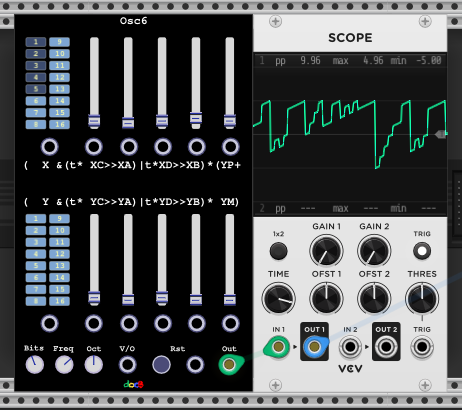 Osc6
1 9
2 10
3 11
4 12
5 13
6 14
7 15
8 16
( X &(t* XC>>XA)|t*XD>>XB)*(YP+
( Y &(t* YC>>YA)|t*YD>>YB)* YM)
1 9
2 10
3 11
4 12
5 13
6 14
7 15
8 16
Bits Freq Oct V/O Rst Out
docB
SCOPE
1 pp 9.96 max 4.96 min -5.00
2 pp --- max --- min ---
1x2 GAIN 1 GAIN 2 TRIG
TIME OFST 1 OFST 2 THRES
IN 1 OUT 1 IN 2 OUT 2 TRIG
VCV